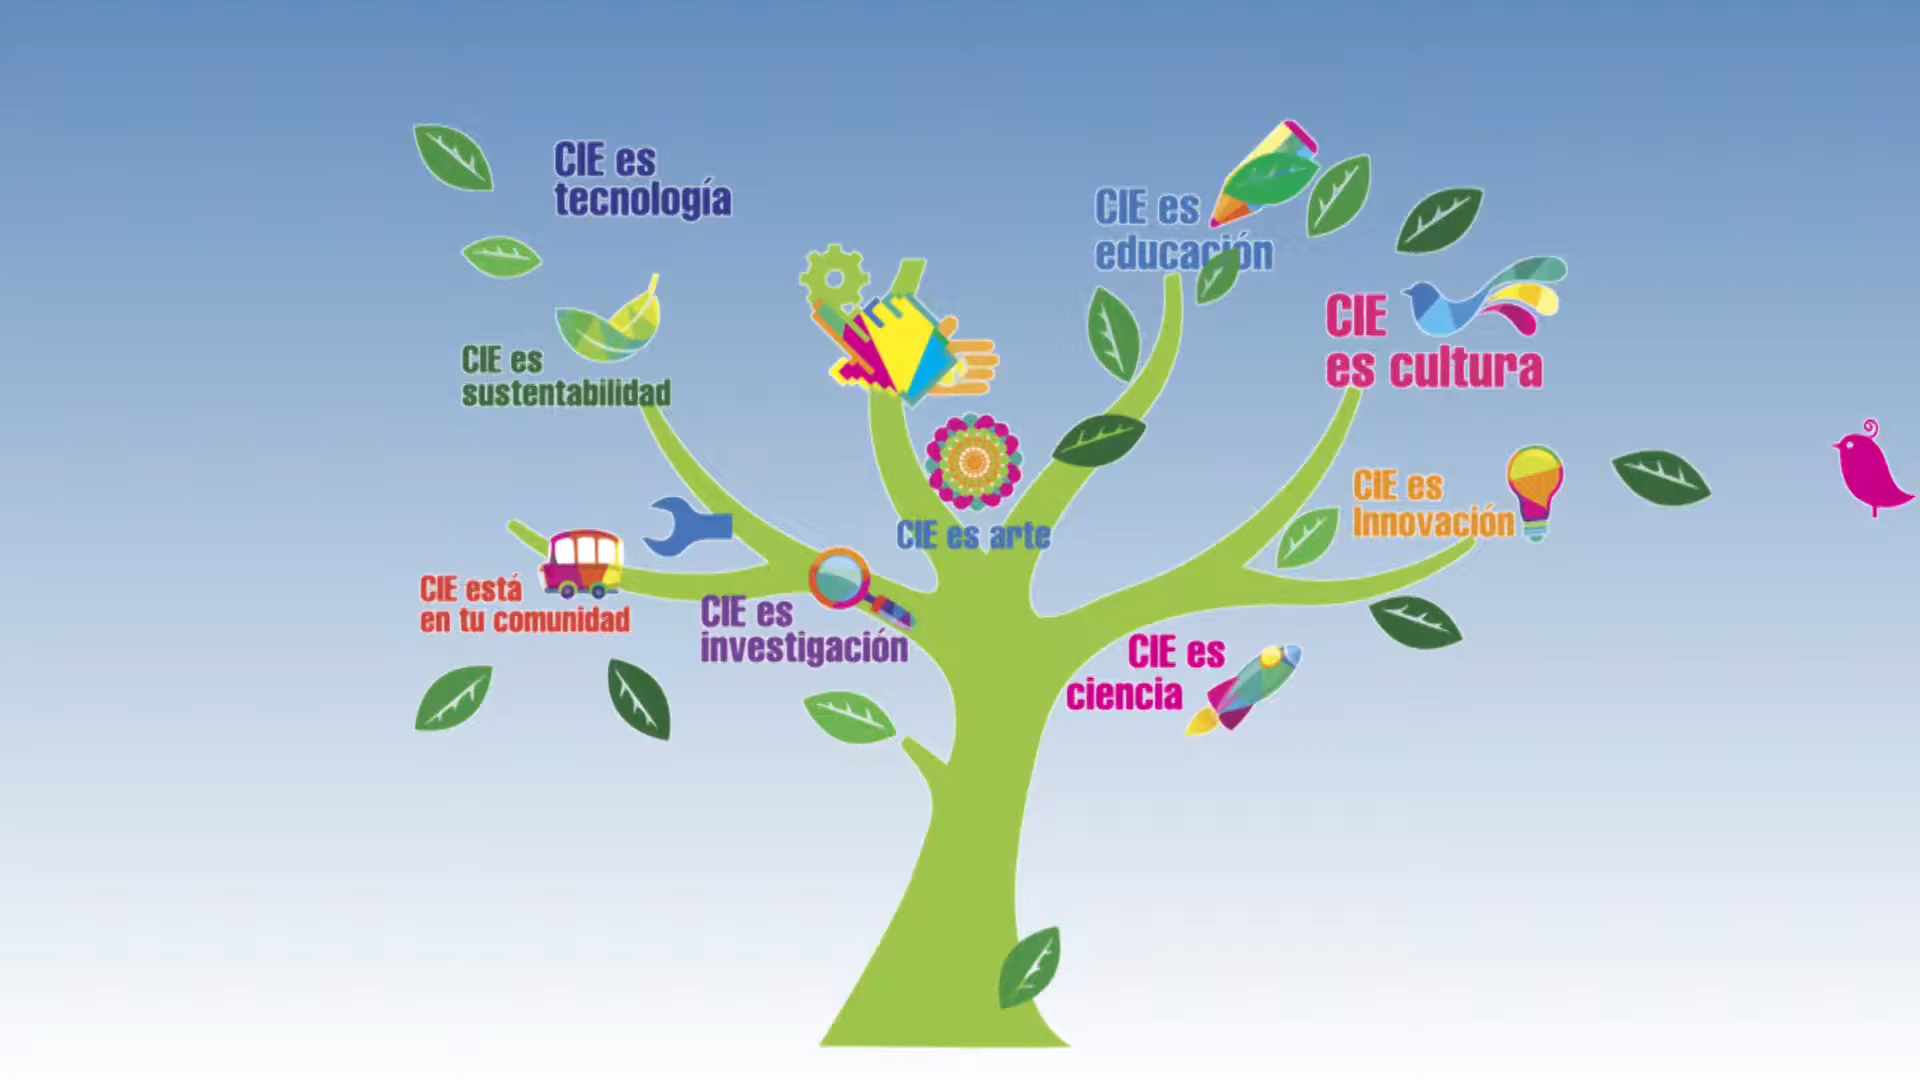 CIE es
tecnología
CIE es
educación
CIE
es cultura
CIE es
sustentabilidad
CIE es
Innovación
CIE es arte
CIE está
en tu comunidad
CIE es
investigación
CIE es
ciencia